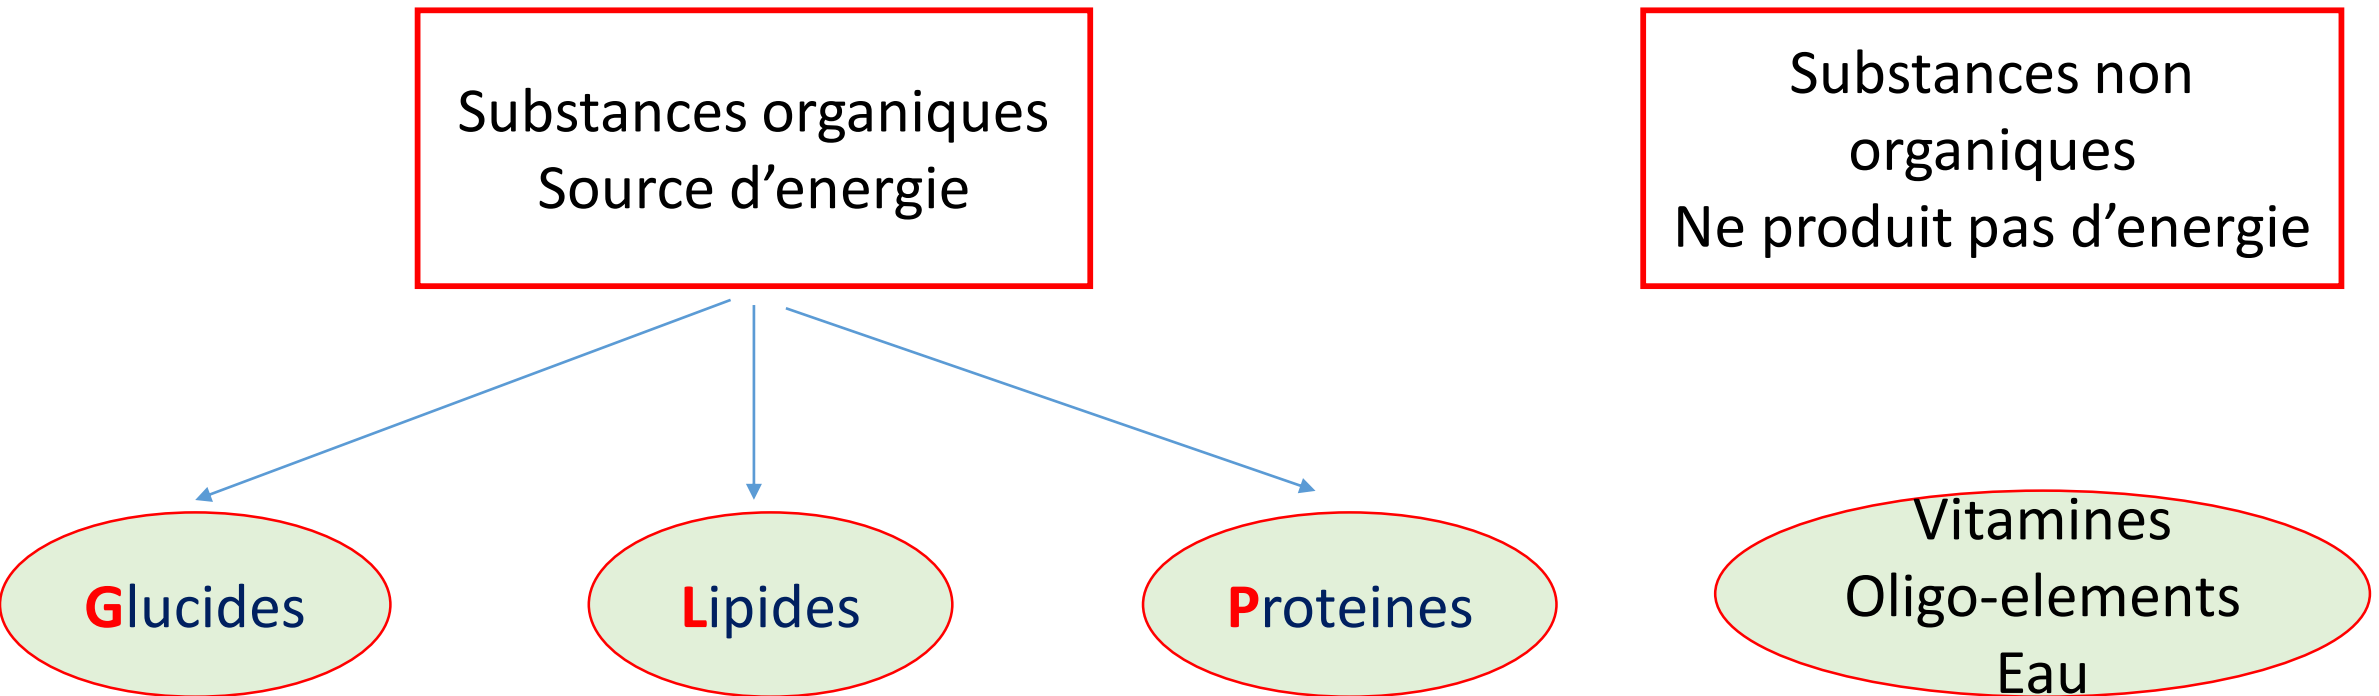 Substances organiques
Source d’energie
Substances non
organiques
Ne produit pas d’energie
Glucides
Lipides
Proteines
Vitamines
Oligo-elements
Eau